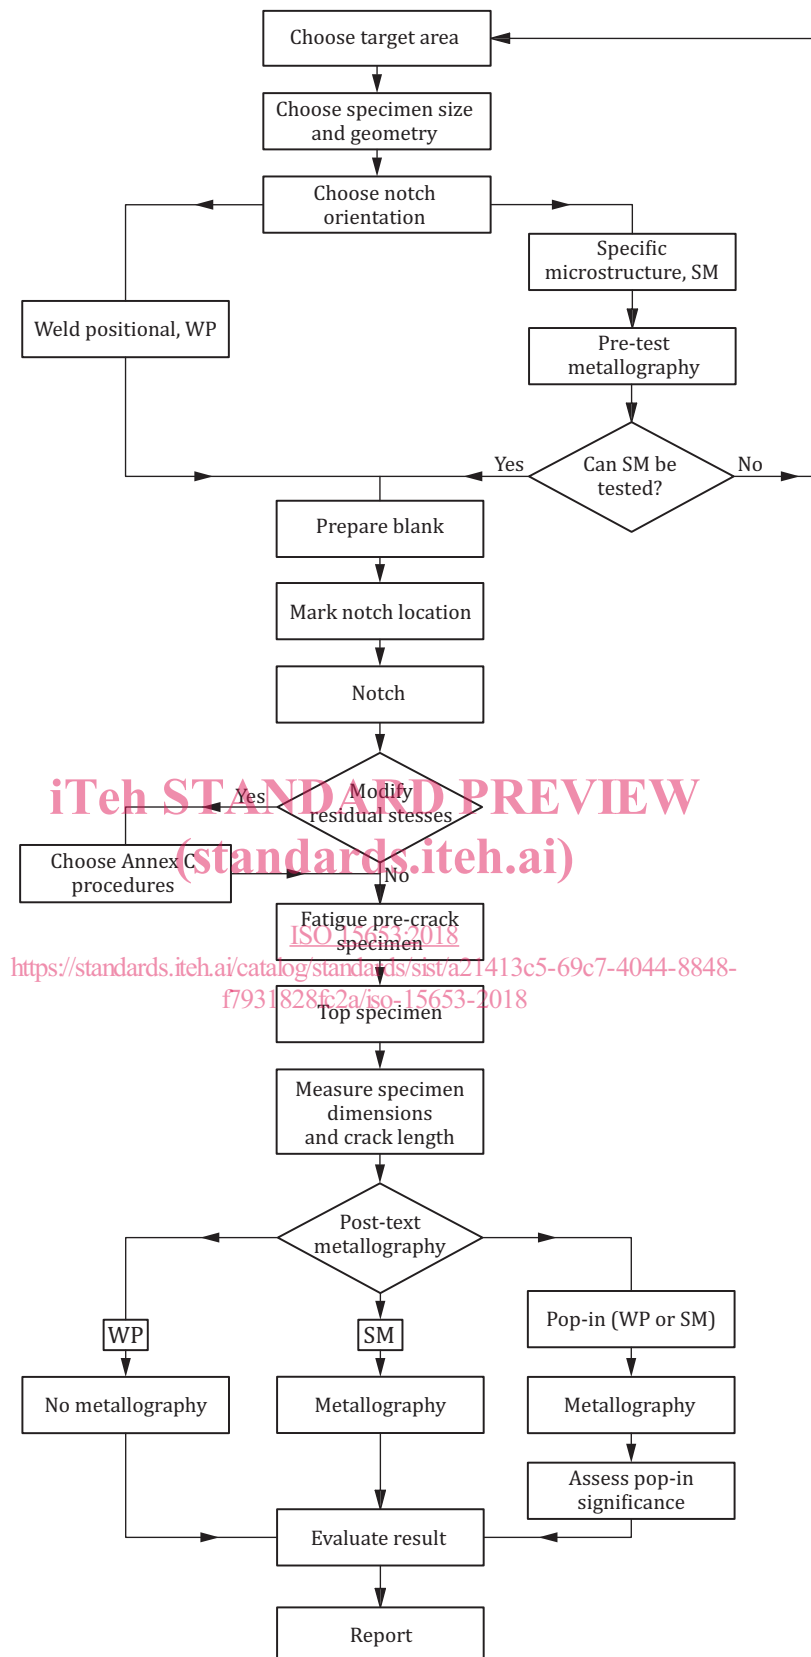 Choose target area
Choose specimen size
and geometry
Choose notch
orientation
Specific
microstructure, SM
Weld positional, WP
Pre-test
metallography
Yes
Can SM be
tested?
No
Prepare blank
Mark notch location
Notch
iTeh STANDARD PREVIEW
(standards.iteh.ai)
Yes
Modify
residual stesses
Choose Annex C
procedures
No
Fatigue pre-crack
specimen
ISO 15653:2018
https://standards.iteh.ai/catalog/standards/sist/a21413c5-69c7-4044-8848-
f7931828fc2a/iso-15653-2018
Top specimen
Measure specimen
dimensions
and crack length
Post-text
metallography
WP
SM
Pop-in (WP or SM)
No metallography
Metallography
Metallography
Assess pop-in
significance
Evaluate result
Report